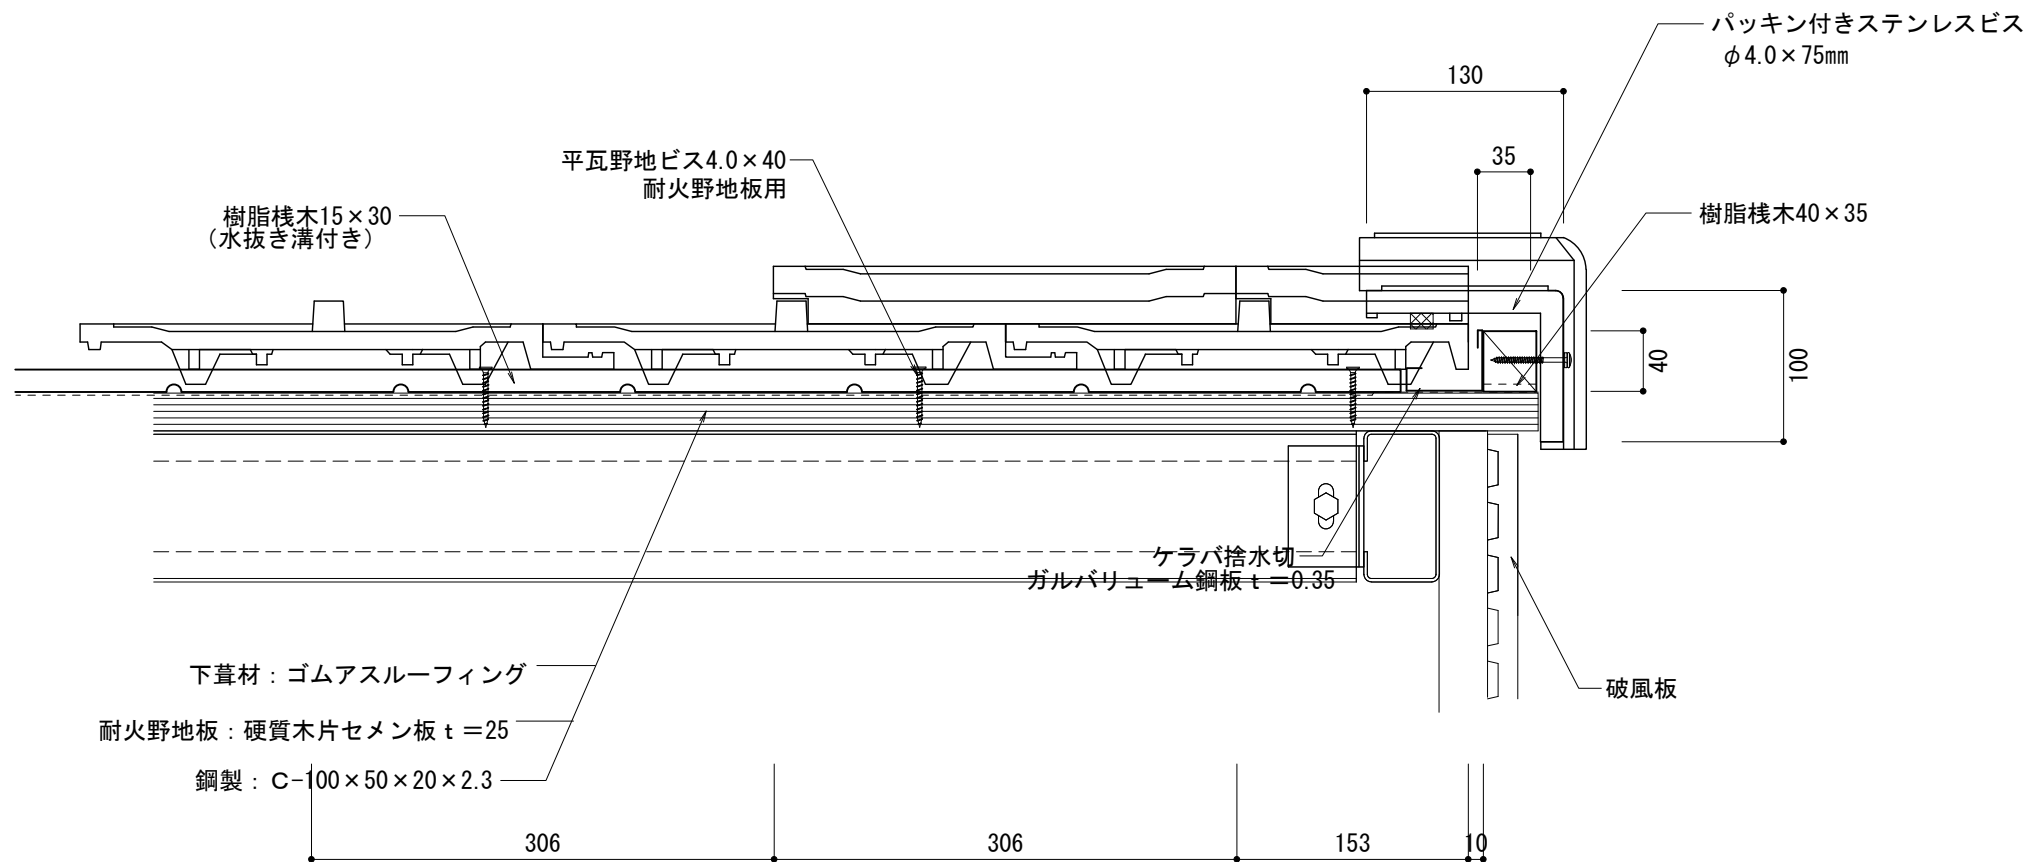 パッキン付きステンレスビス
φ4.0×75㎜
130
35
平瓦野地ビス4.0×40
耐火野地板用
樹脂桟木15×30
(水抜き溝付き)
樹脂桟木40×35
40
100
ケラバ捨水切
ガルバリューム鋼板ｔ＝0.35
下葺材：ゴムアスルーフィング
破風板
耐火野地板：硬質木片セメン板ｔ＝25
鋼製：Ｃ-100×50×20×2.3
306
306
153
10